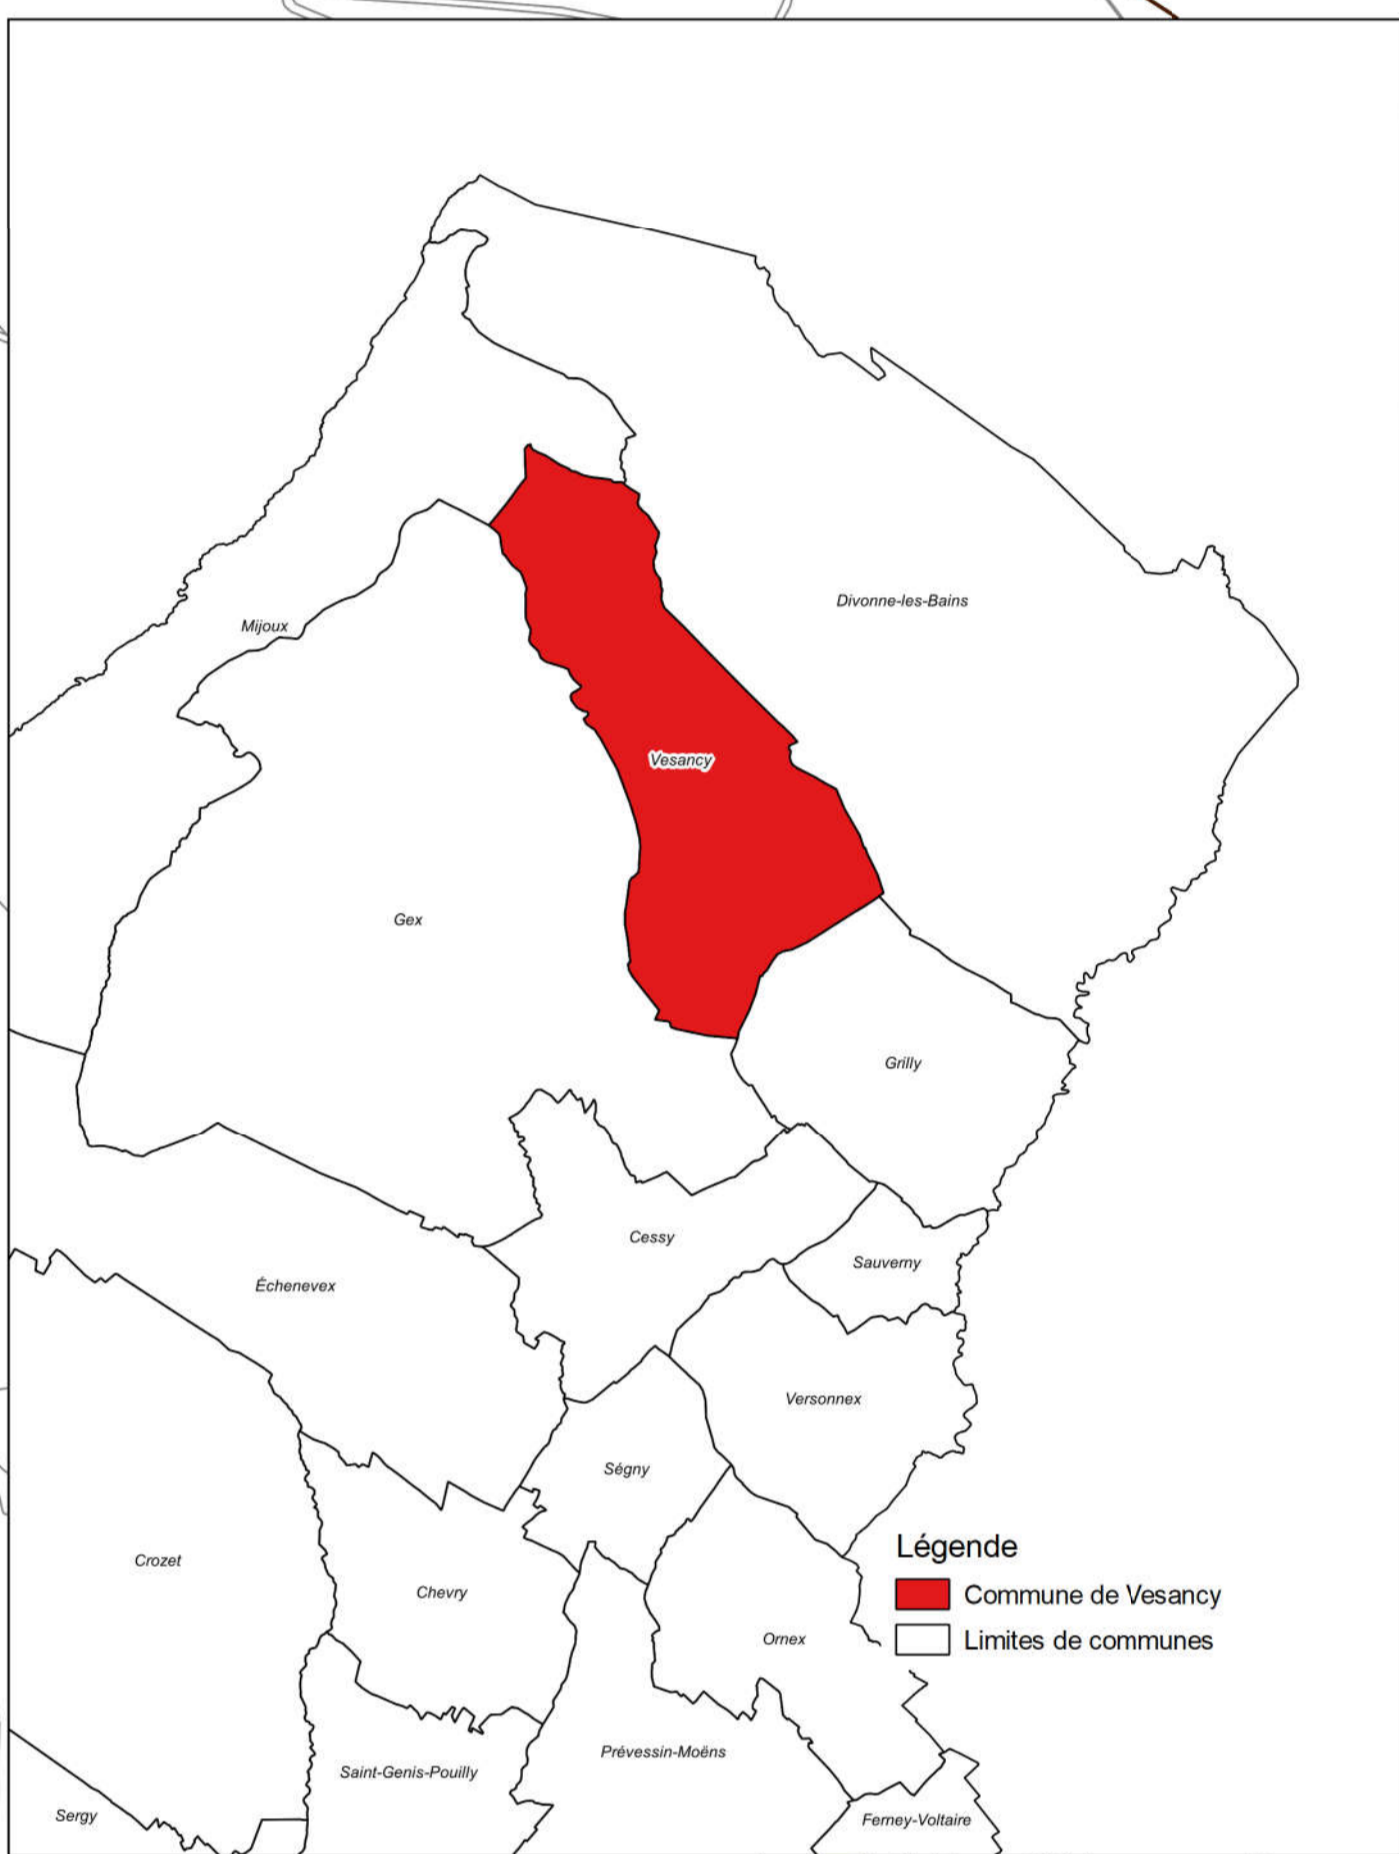 Divonne-les-Bains
Mijoux
Vesancy
Gex
Grilly
Cessy
Sauverny
Échenevex
Versonnex
Ségny
Légende
Crozet
Chevry
Commune de Vesancy
Ornex
Limites de communes
Prévessin-Moëns
Saint-Genis-Pouilly
Sergy
Ferney-Voltaire